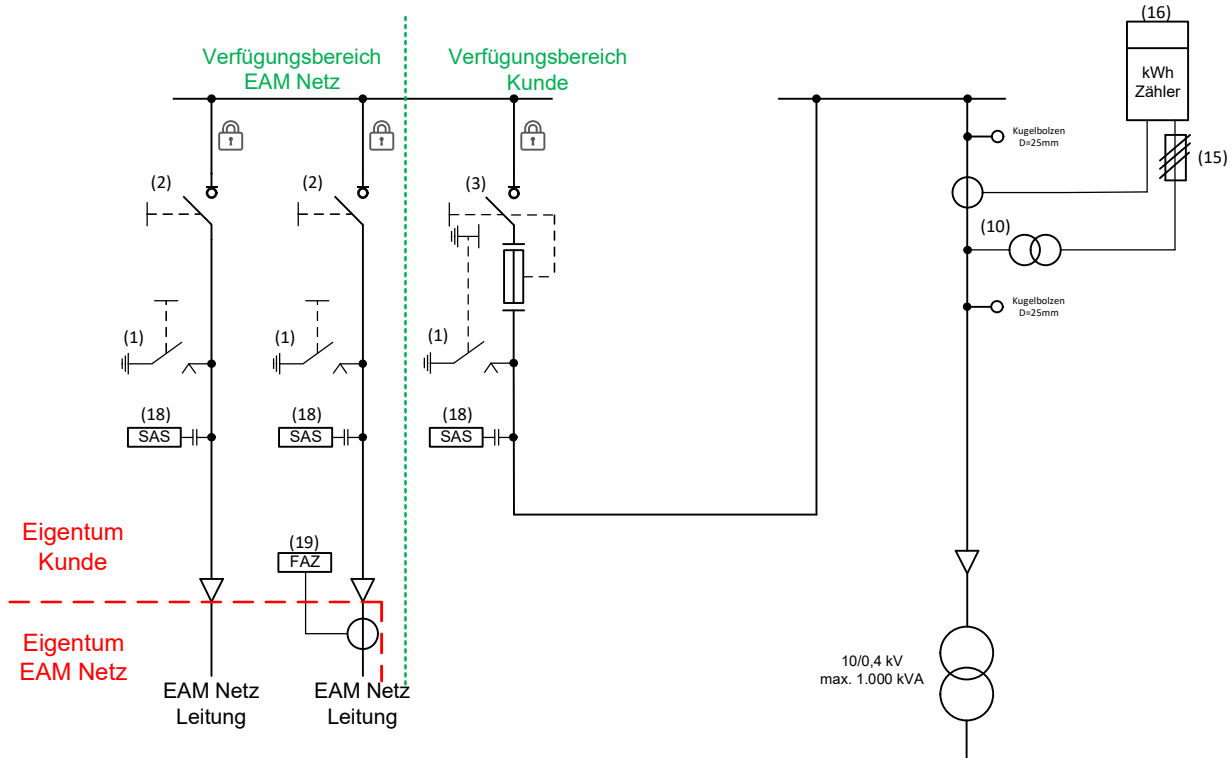 (16)
kWh
Zähler
(15)
Verfügungsbereich
EAM Netz
Verfügungsbereich
Kunde
Kugelbolzen
D=25mm
(2)
(2)
(3)
(10)
Kugelbolzen
D=25mm
(1)
(1)
(1)
(18)
SAS
(18)
SAS
(18)
SAS
Eigentum
Kunde
(19)
FAZ
Eigentum
EAM Netz
EAM Netz
Leitung
EAM Netz
Leitung
10/0,4 kV
max. 1.000 kVA